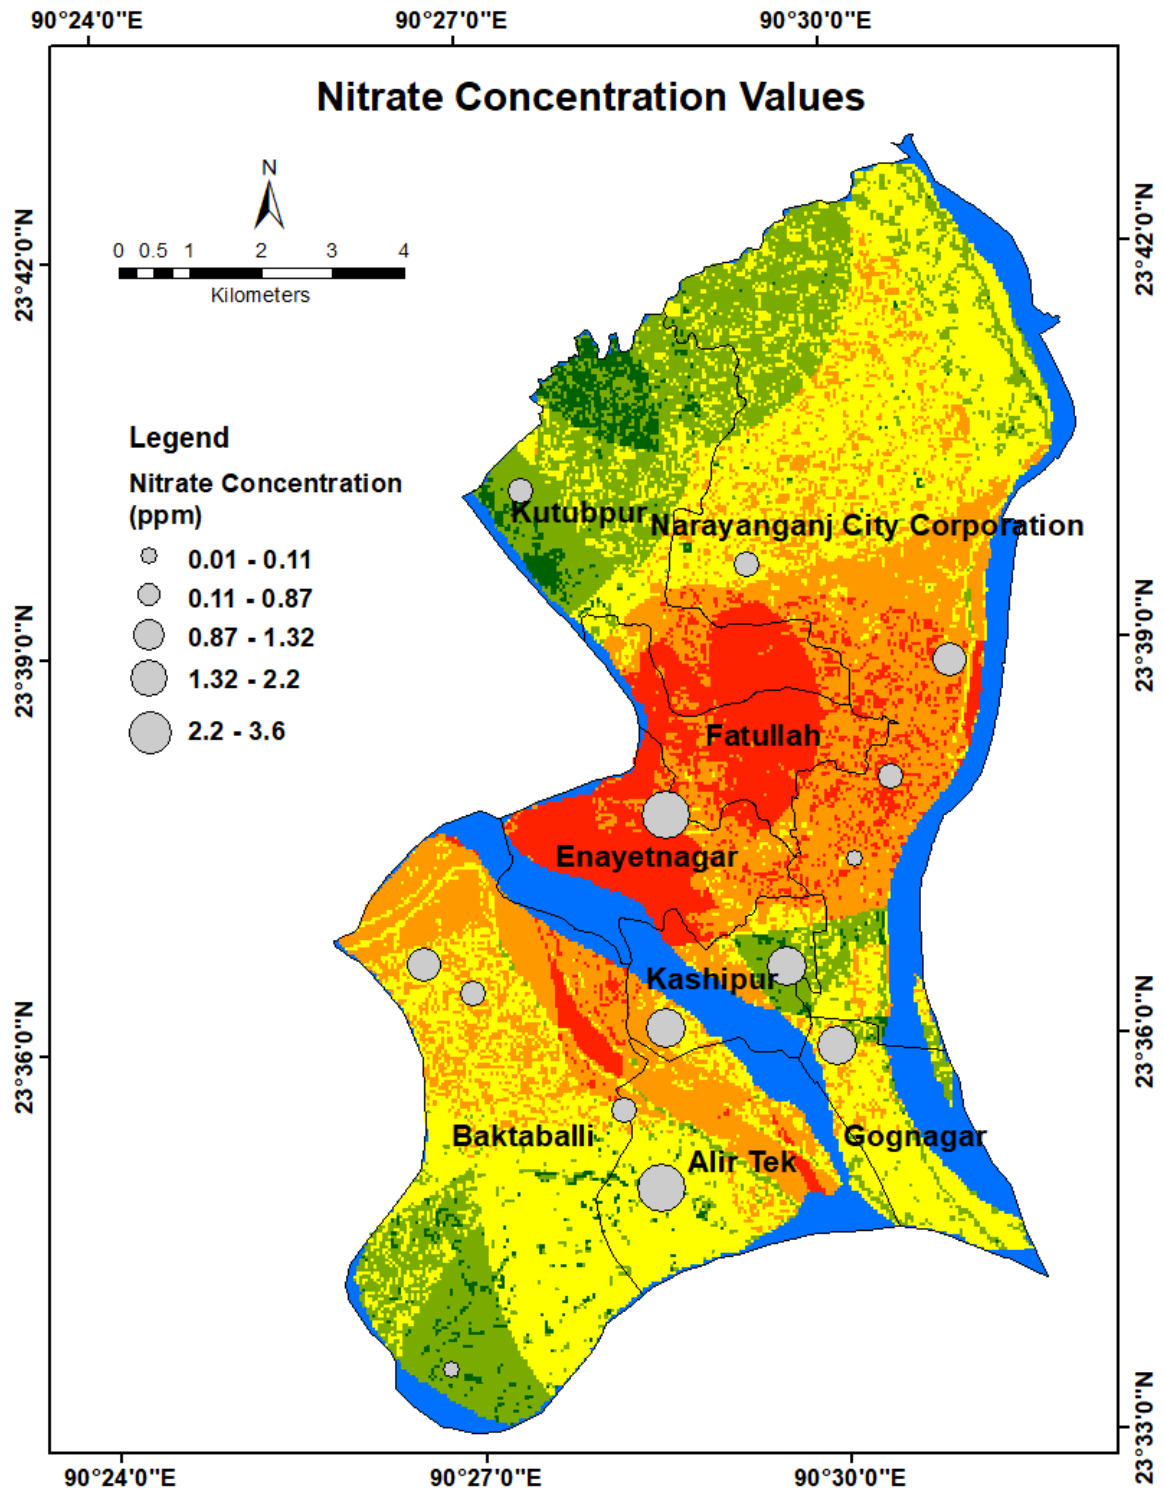 90°24'0"E 90°27'0"E 90°30'0"E
Nitrate Concentration Values
N
0 0.5 1 2 3 4
Kilometers
23°42'0"N
23°42'0"N
Legend
Nitrate Concentration
(ppm)
0.01 - 0.11
0.11 - 0.87
0.87 - 1.32
1.32 - 2.2
2.2 - 3.6
Kutubpur
Narayanganj City Corporation
23°39'0"N
23°39'0"N
Fatullah
Enayetnagar
Kashipur
23°36'0"N
23°36'0"N
Baktaballi
Gognagar
Alir Tek
23°33'0"N
90°24'0"E 90°27'0"E 90°30'0"E